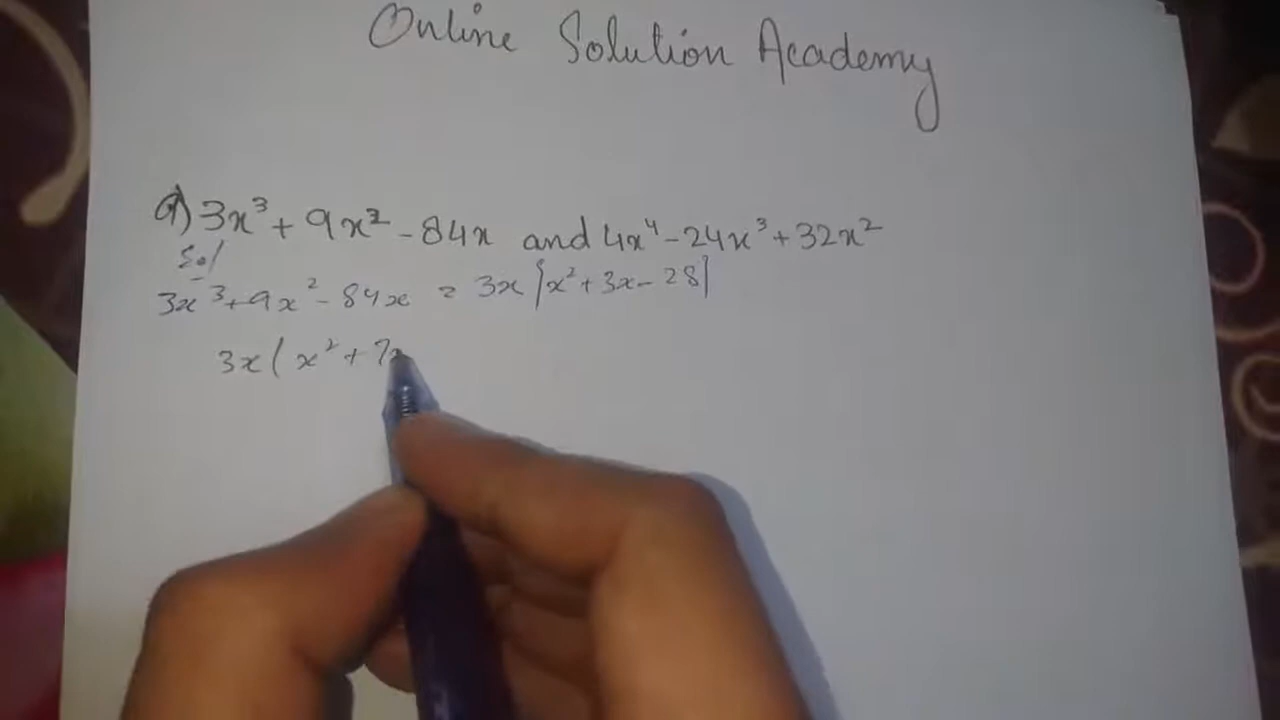 Online Solution Academy
a) 3x³ + 9x² - 84x and 4x⁴ - 24x³ + 32x²
Sol
3x³ + 9x² - 84x = 3x [x² + 3x - 28]
3x ( x² + 7x